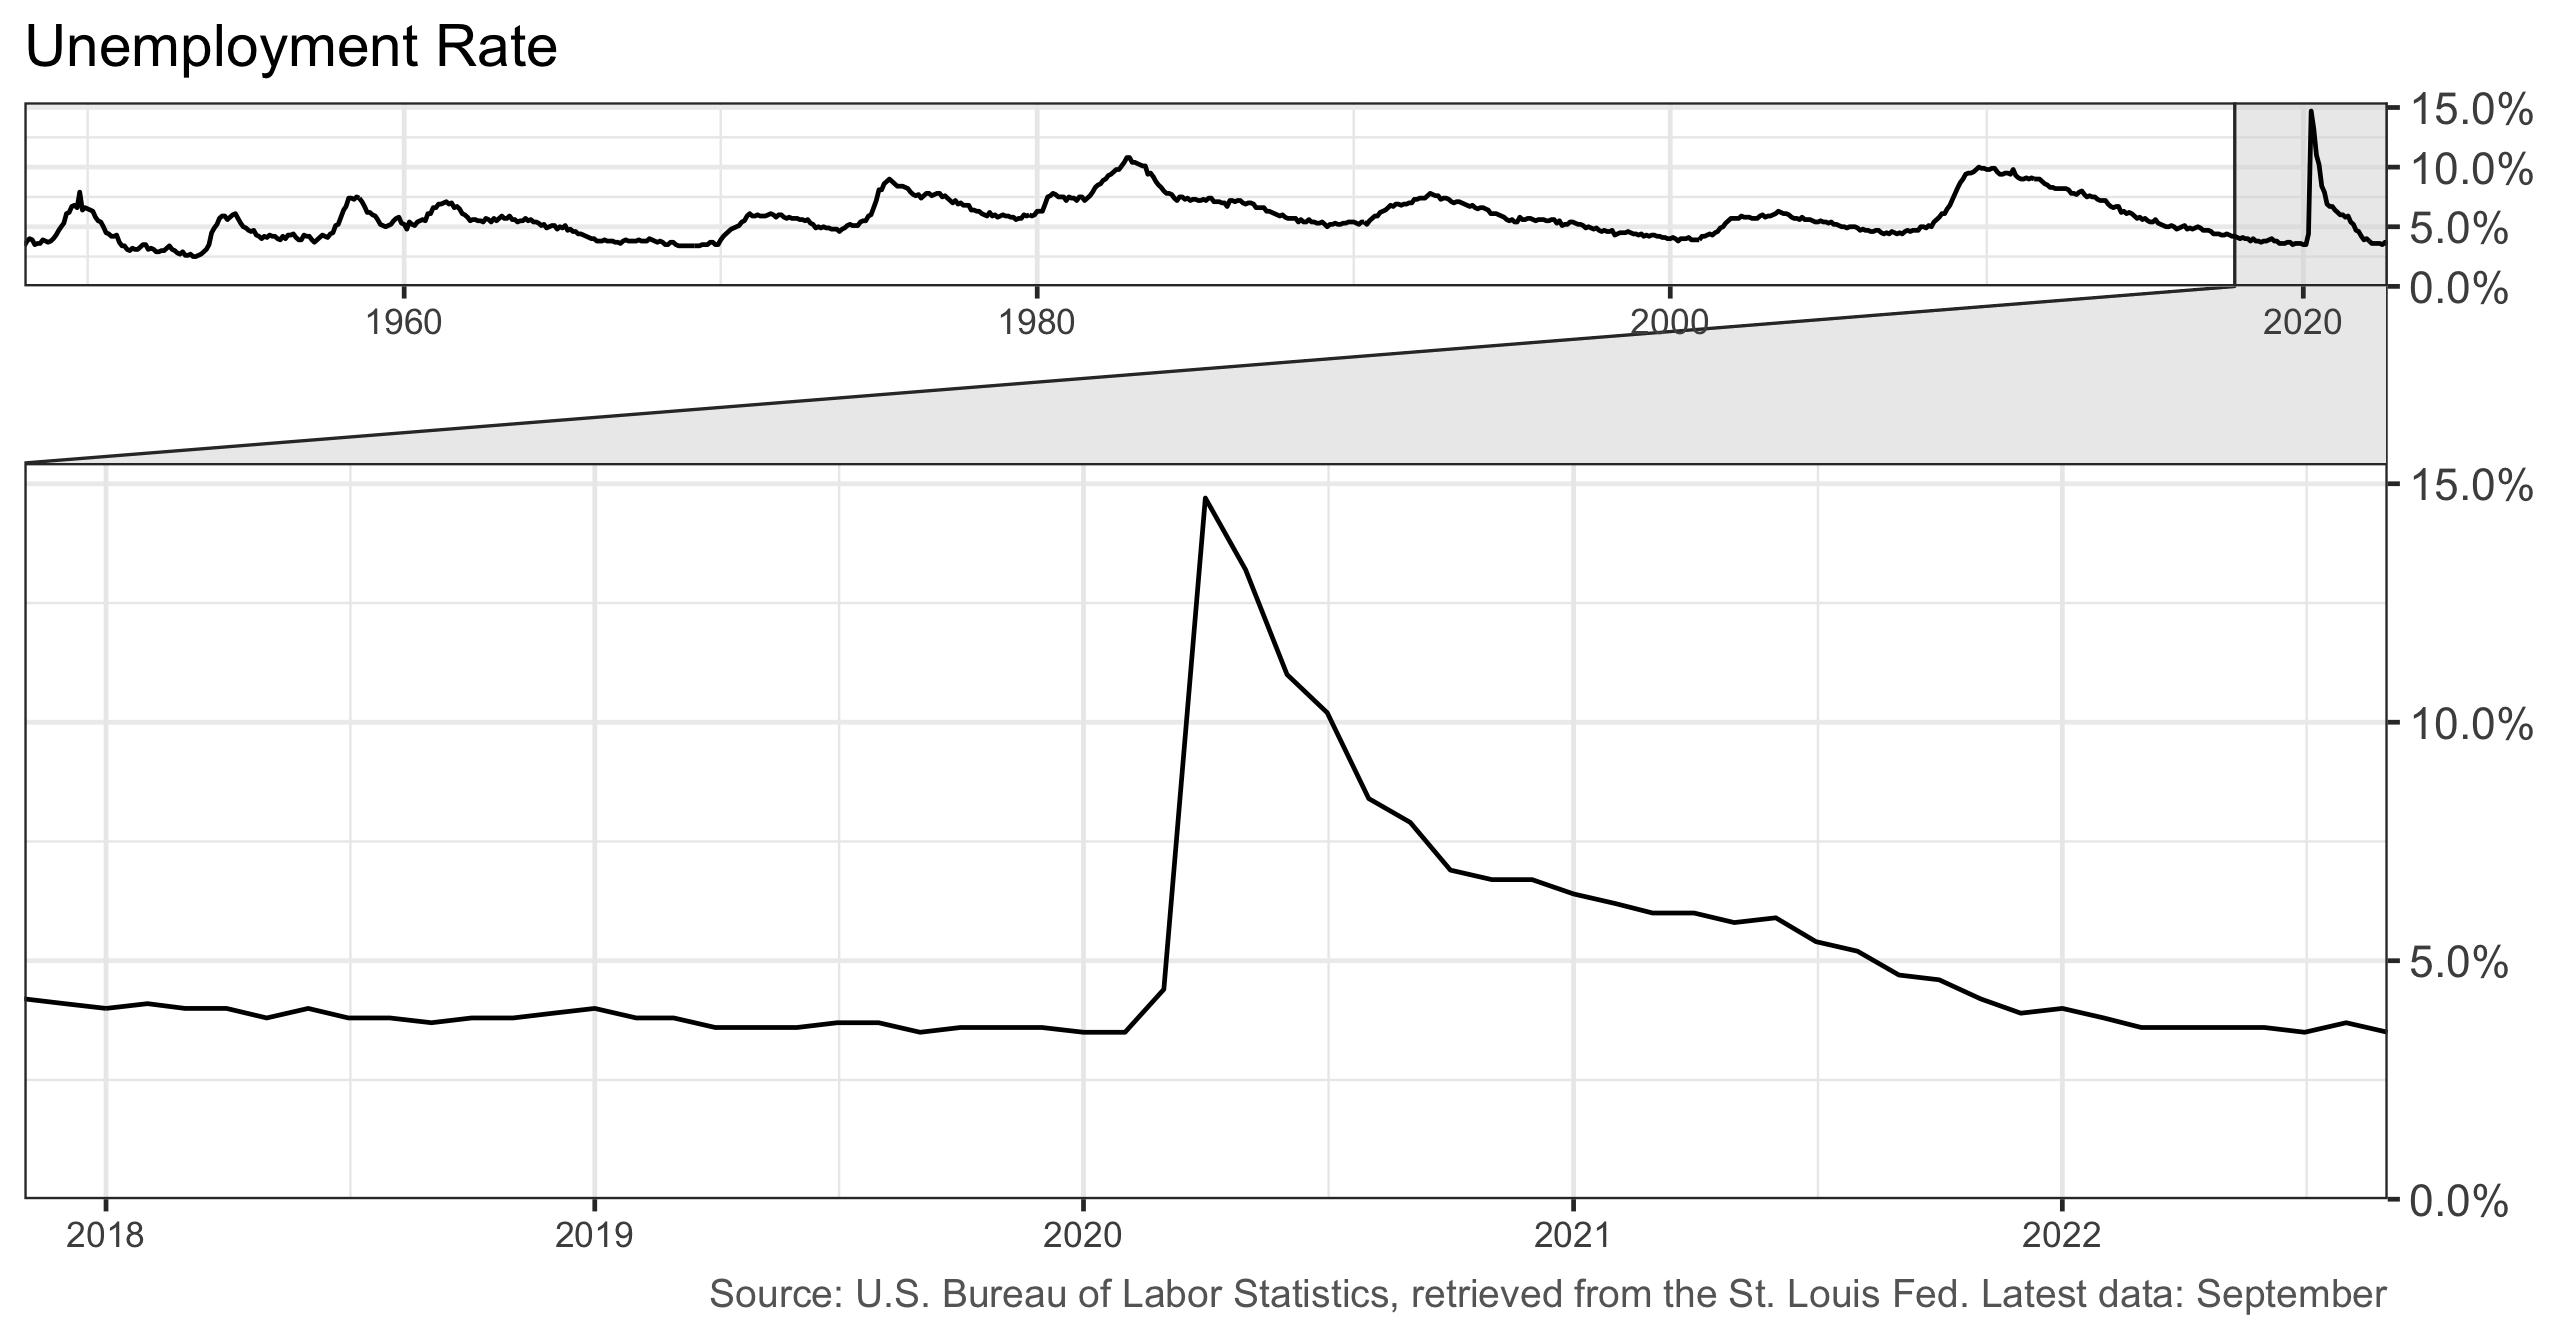 Unemployment Rate
15.0%
10.0%
5.0%
0.0%
1960 1980 2000 2020
15.0%
10.0%
5.0%
0.0%
2018 2019 2020 2021 2022
Source: U.S. Bureau of Labor Statistics, retrieved from the St. Louis Fed. Latest data: September